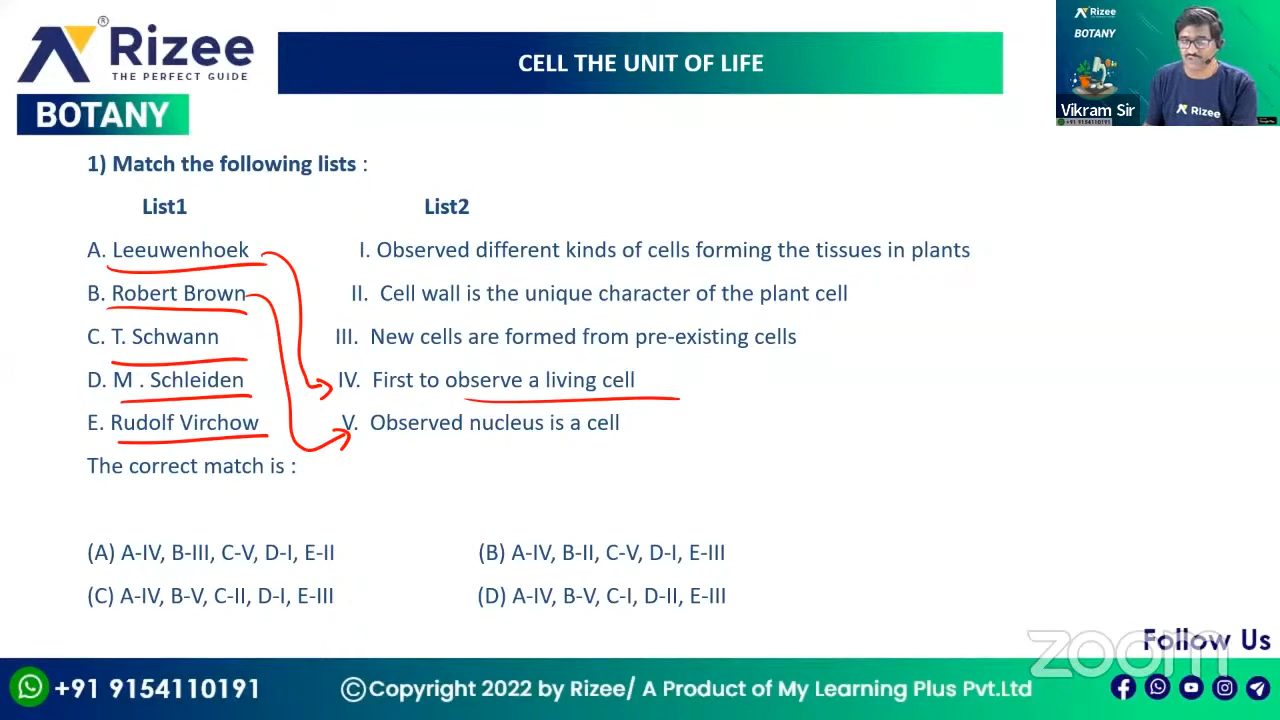 Rizee®
THE PERFECT GUIDE
BOTANY
CELL THE UNIT OF LIFE
Rizee
BOTANY
Rizee
Vikram Sir
+91 9154110191
1) Match the following lists :
List1 List2
A. Leeuwenhoek I. Observed different kinds of cells forming the tissues in plants
B. Robert Brown II. Cell wall is the unique character of the plant cell
C. T. Schwann III. New cells are formed from pre-existing cells
D. M . Schleiden IV. First to observe a living cell
E. Rudolf Virchow V. Observed nucleus is a cell
The correct match is :
(A) A-IV, B-III, C-V, D-I, E-II (B) A-IV, B-II, C-V, D-I, E-III
(C) A-IV, B-V, C-II, D-I, E-III (D) A-IV, B-V, C-I, D-II, E-III
zoom
Follow Us
+91 9154110191 ©Copyright 2022 by Rizee/ A Product of My Learning Plus Pvt.Ltd